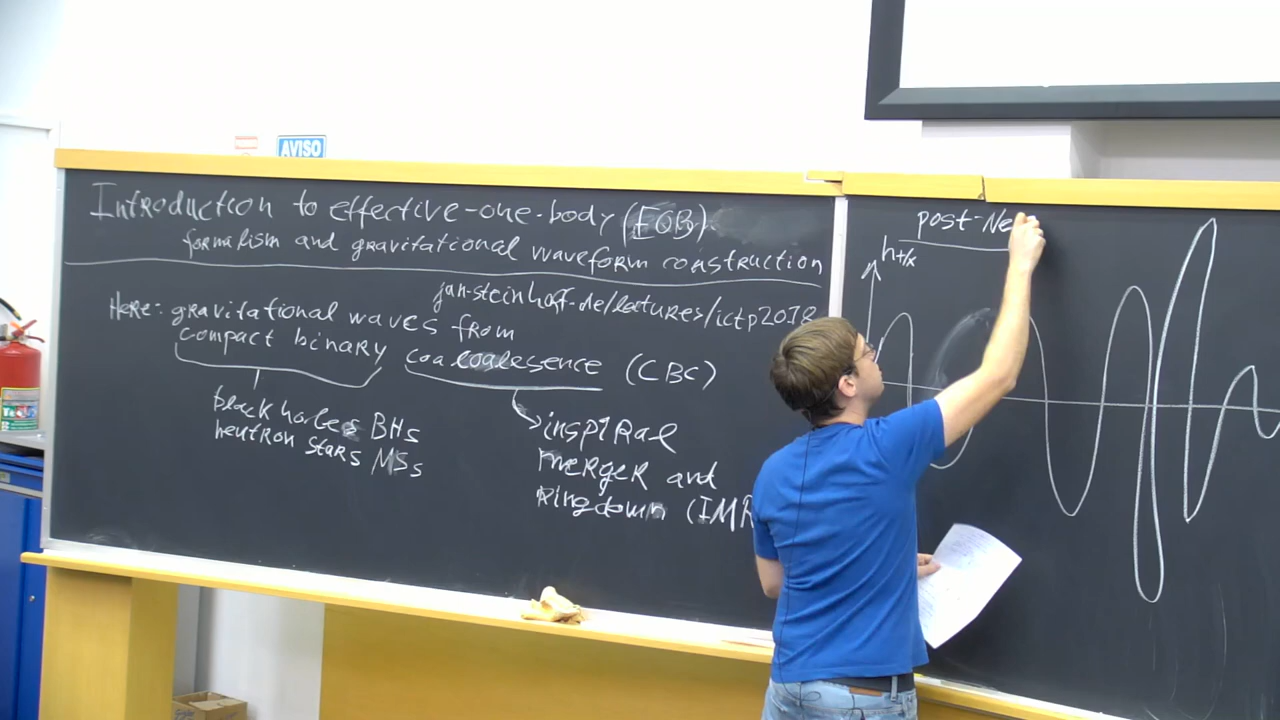 AVISO
Introduction to effective-one-body (EOB)
formalism and gravitational waveform construction
jan-steinhoff.de/lectures/ictp2018
Here: gravitational waves from
compact binary coalesence (CBC)
black holes BHs
neutron stars NSs
inspiral
merger and
ringdown (IMR
post-Ne
h+/x